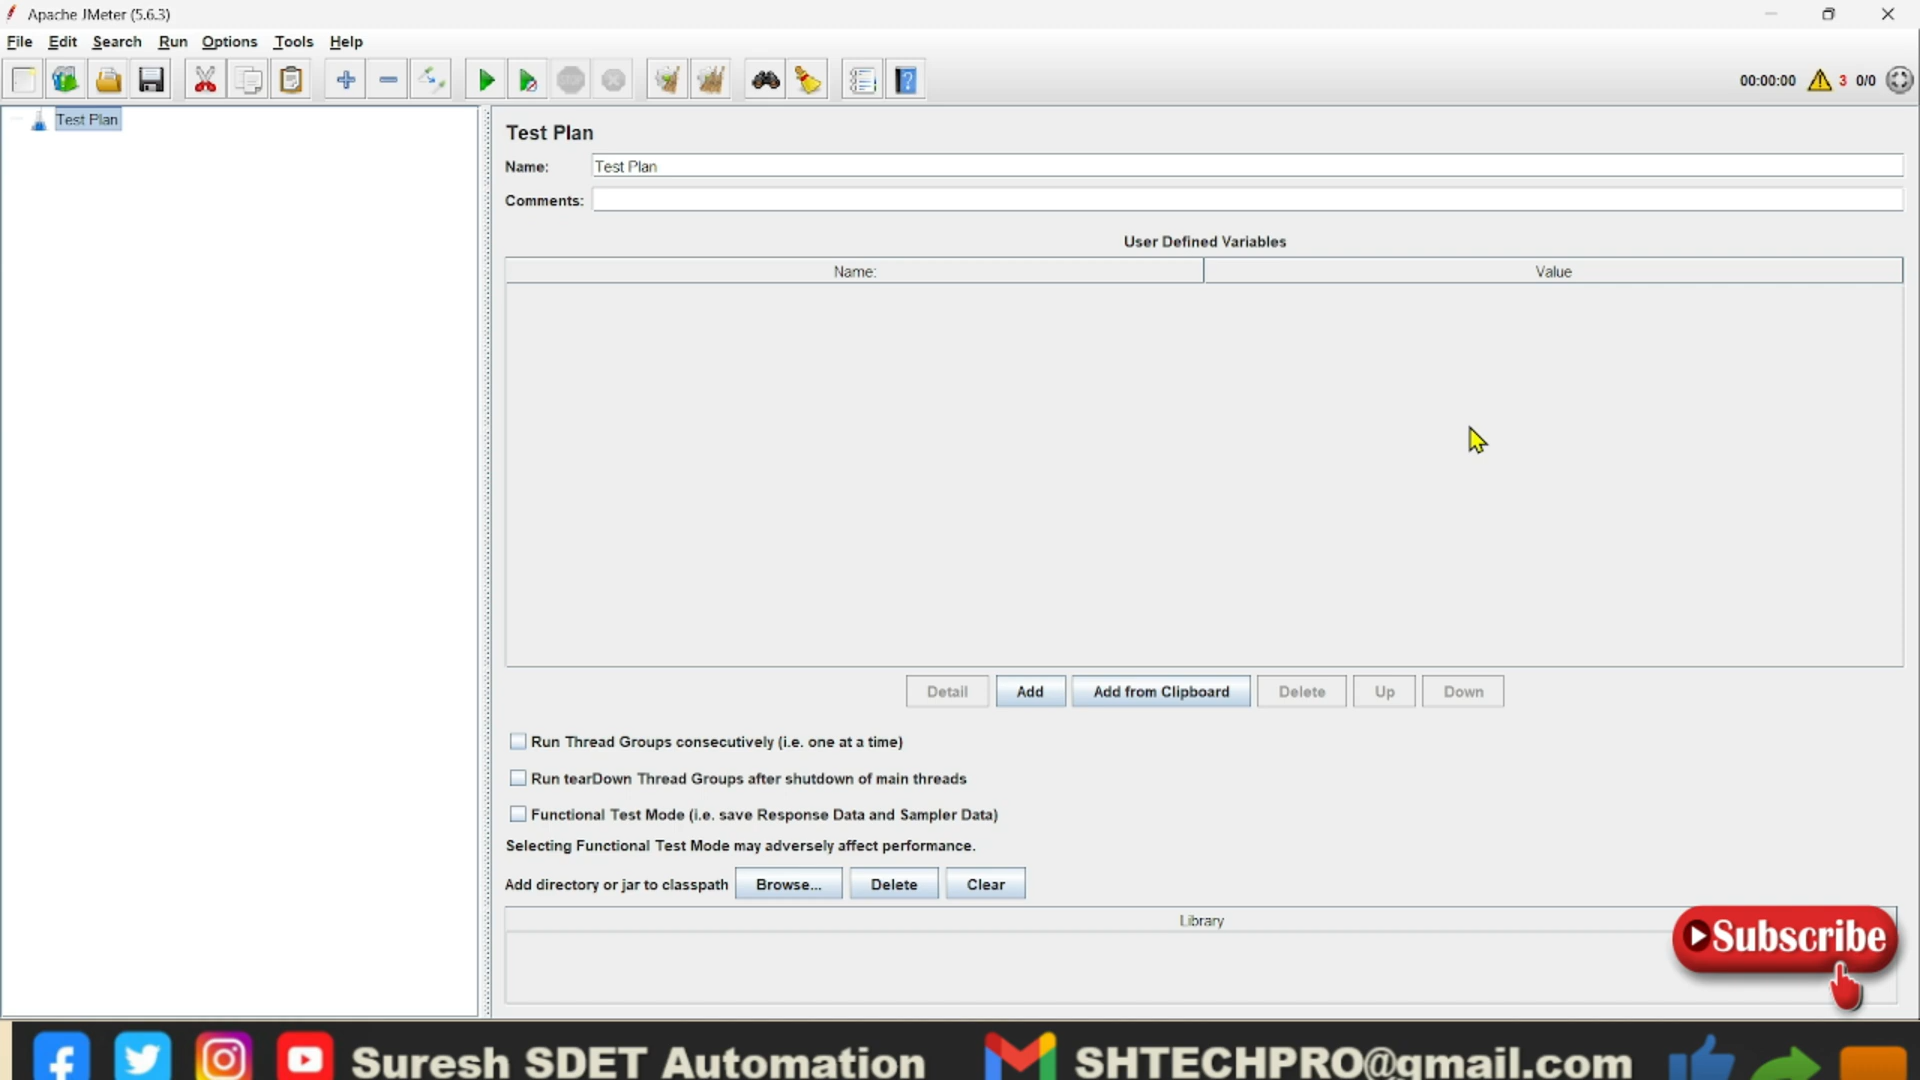 Apache JMeter (5.6.3)
File Edit Search Run Options Tools Help
STOP
?
00:00:00 3 0/0
Test Plan
Test Plan
Name: Test Plan
Comments:
User Defined Variables
Name: Value
Detail Add Add from Clipboard Delete Up Down
Run Thread Groups consecutively (i.e. one at a time)
Run tearDown Thread Groups after shutdown of main threads
Functional Test Mode (i.e. save Response Data and Sampler Data)
Selecting Functional Test Mode may adversely affect performance.
Add directory or jar to classpath Browse... Delete Clear
Library
Subscribe
Suresh SDET Automation SHTECHPRO@gmail.com